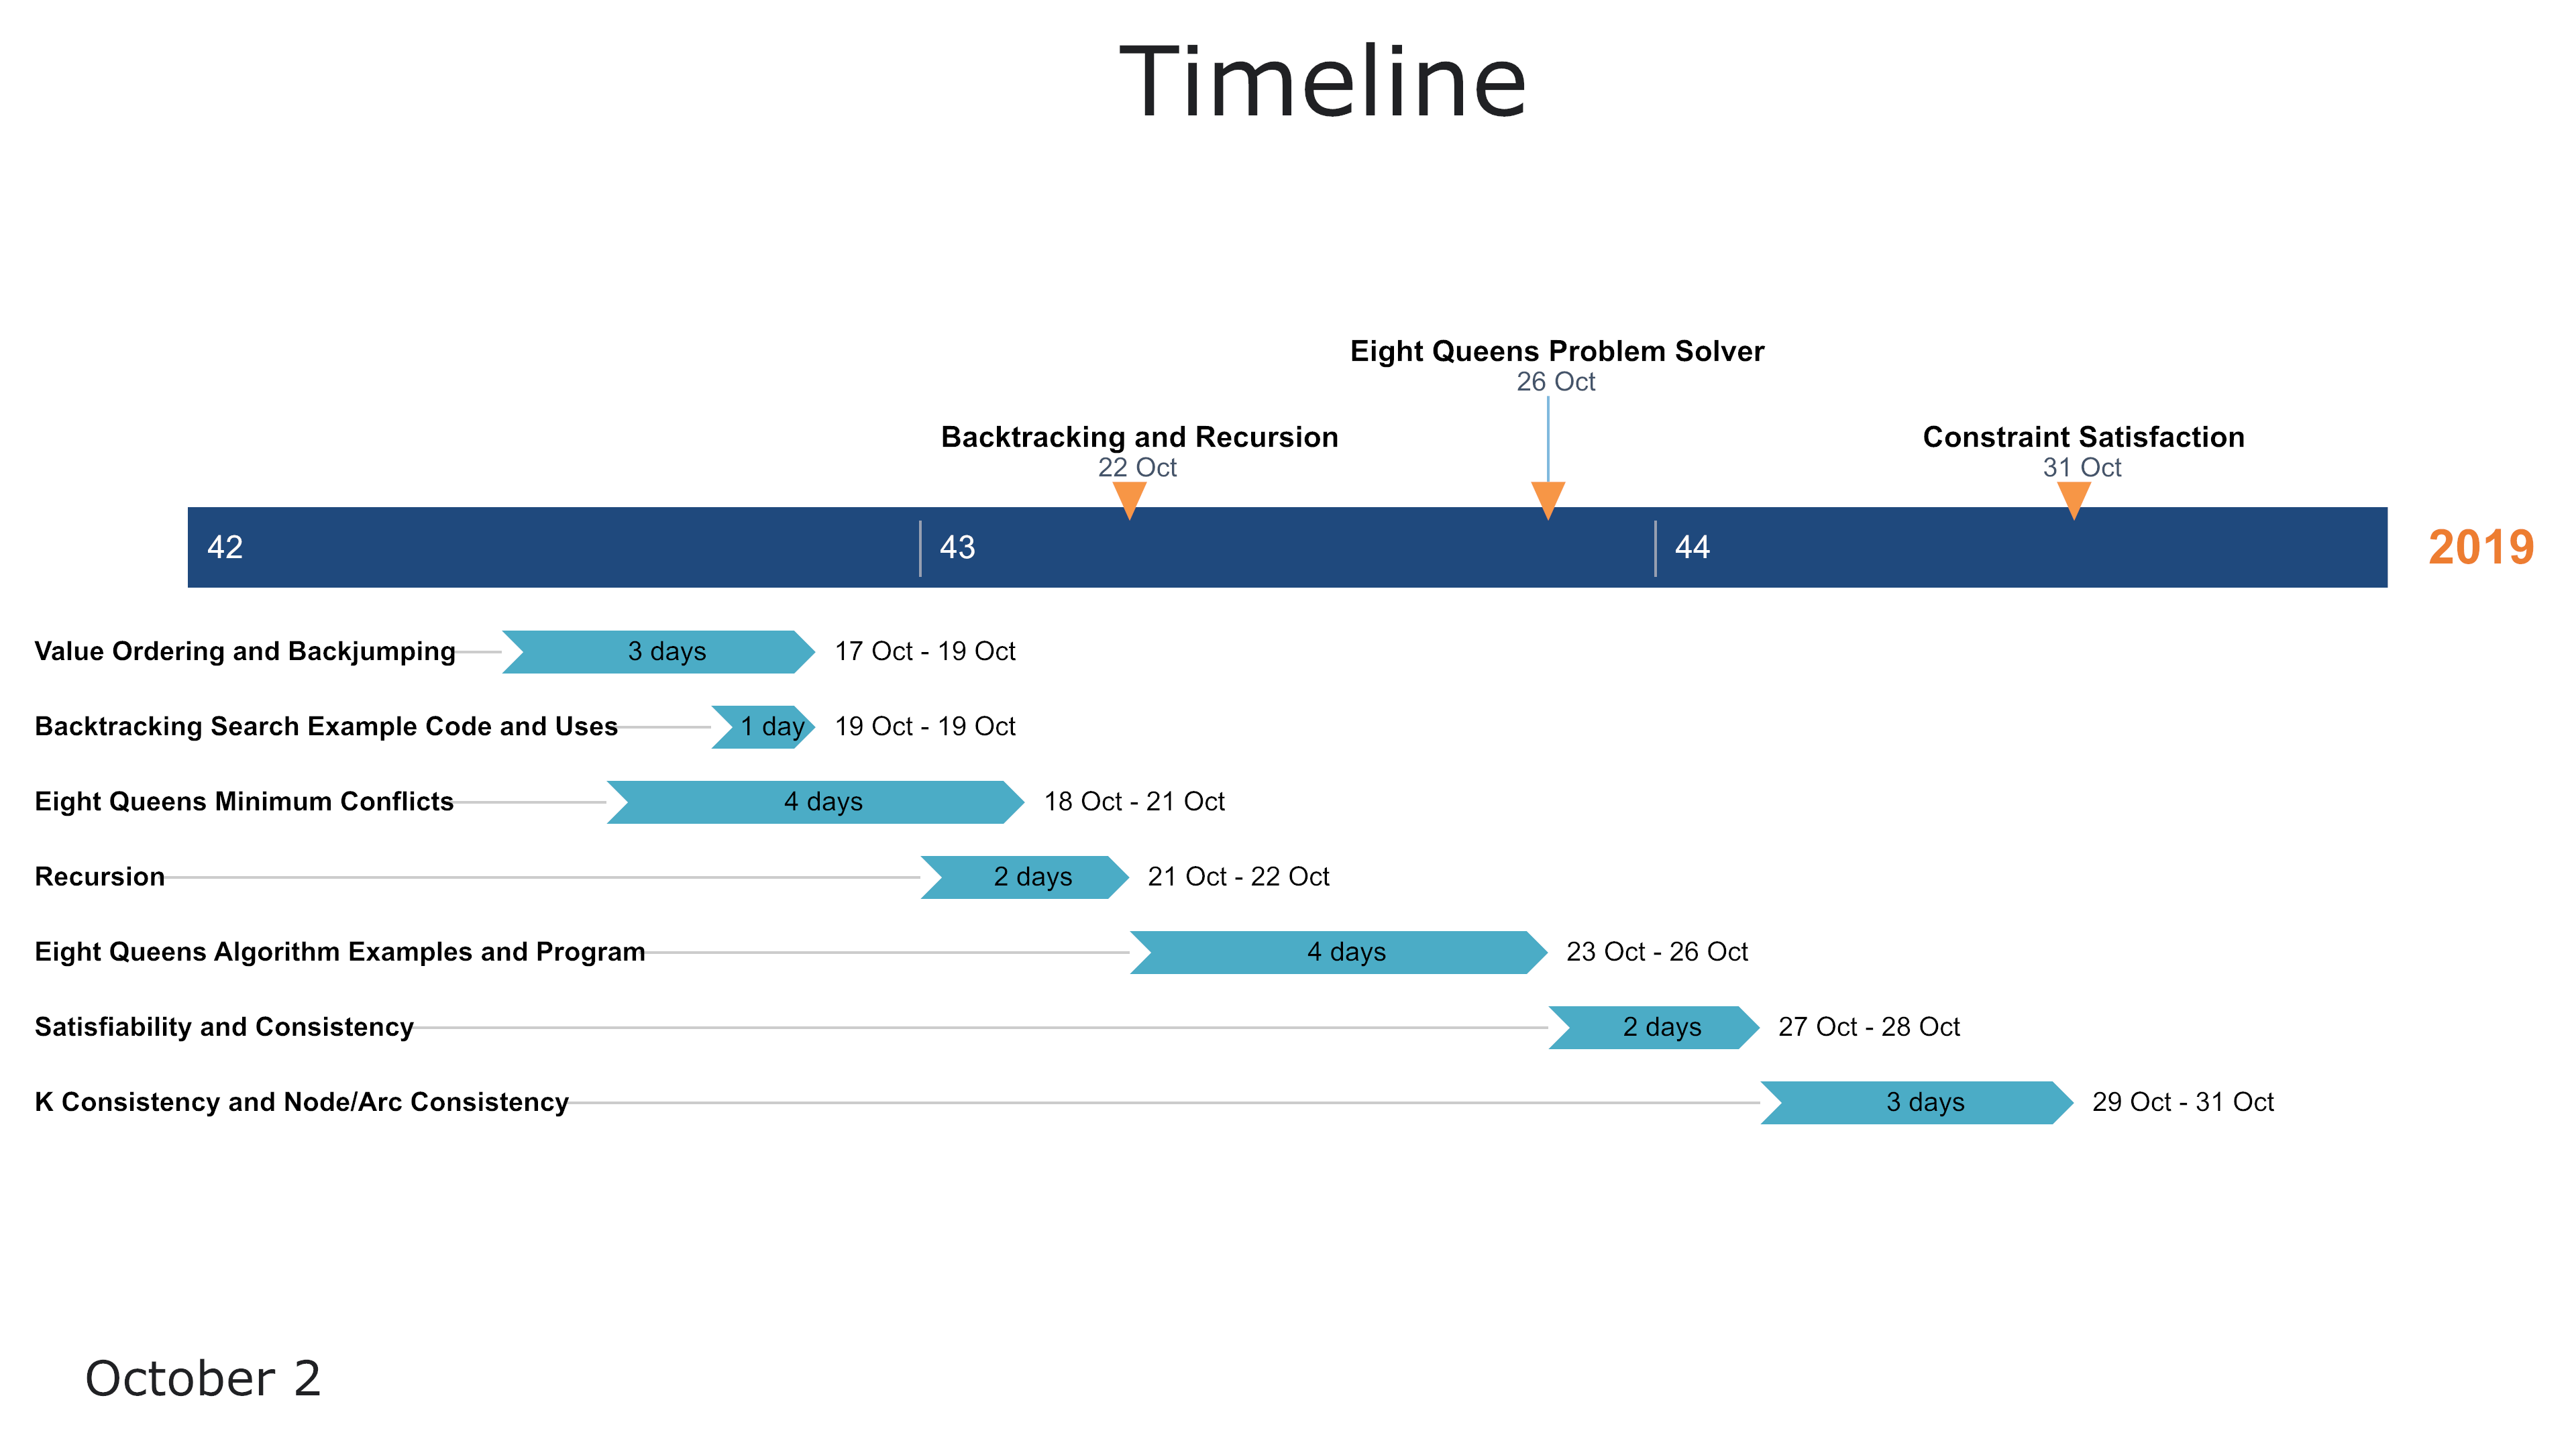 Timeline
Eight Queens Problem Solver
26 Oct
Backtracking and Recursion
22 Oct
Constraint Satisfaction
31 Oct
42 43 44 2019
Value Ordering and Backjumping 3 days 17 Oct - 19 Oct
Backtracking Search Example Code and Uses 1 day 19 Oct - 19 Oct
Eight Queens Minimum Conflicts 4 days 18 Oct - 21 Oct
Recursion 2 days 21 Oct - 22 Oct
Eight Queens Algorithm Examples and Program 4 days 23 Oct - 26 Oct
Satisfiability and Consistency 2 days 27 Oct - 28 Oct
K Consistency and Node/Arc Consistency 3 days 29 Oct - 31 Oct
October 2